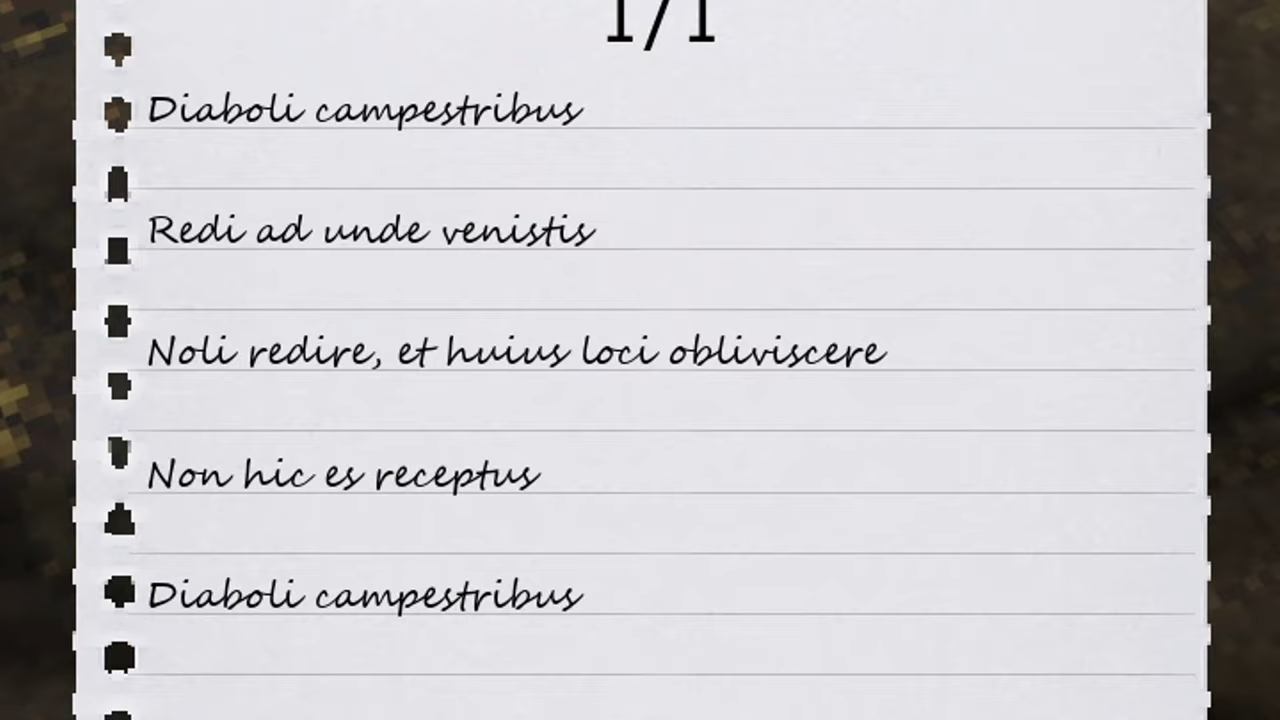 1/1
Diaboli campestribus
Redi ad unde venistis
Noli redire, et huius loci obliviscere
Non hic es receptus
Diaboli campestribus